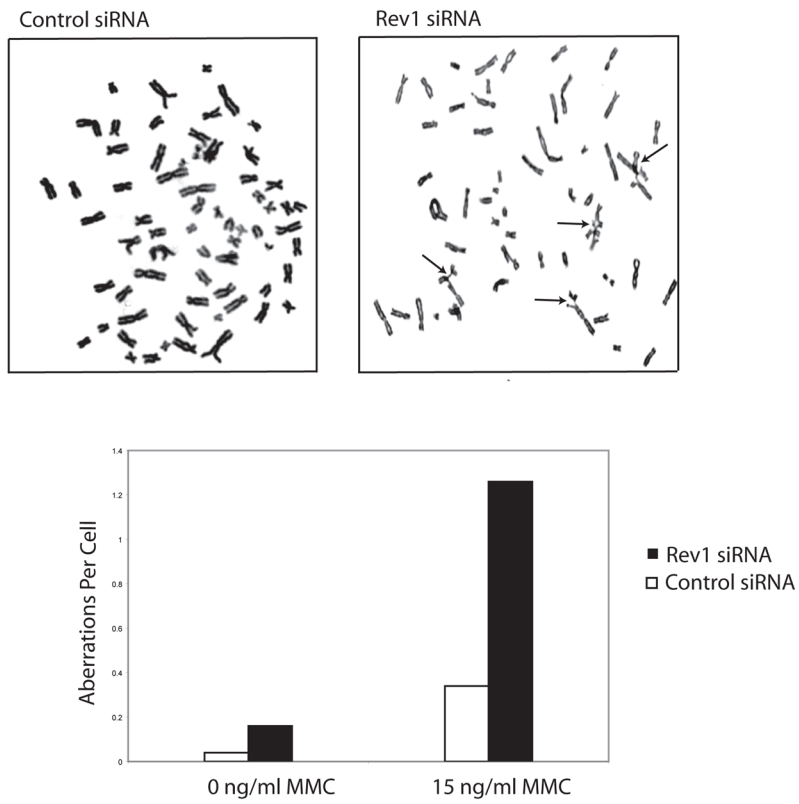 Control siRNA
Rev1 siRNA
1.4
1.2
1
0.8
0.6
0.4
0.2
0
Aberrations Per Cell
0 ng/ml MMC
15 ng/ml MMC
Rev1 siRNA
Control siRNA